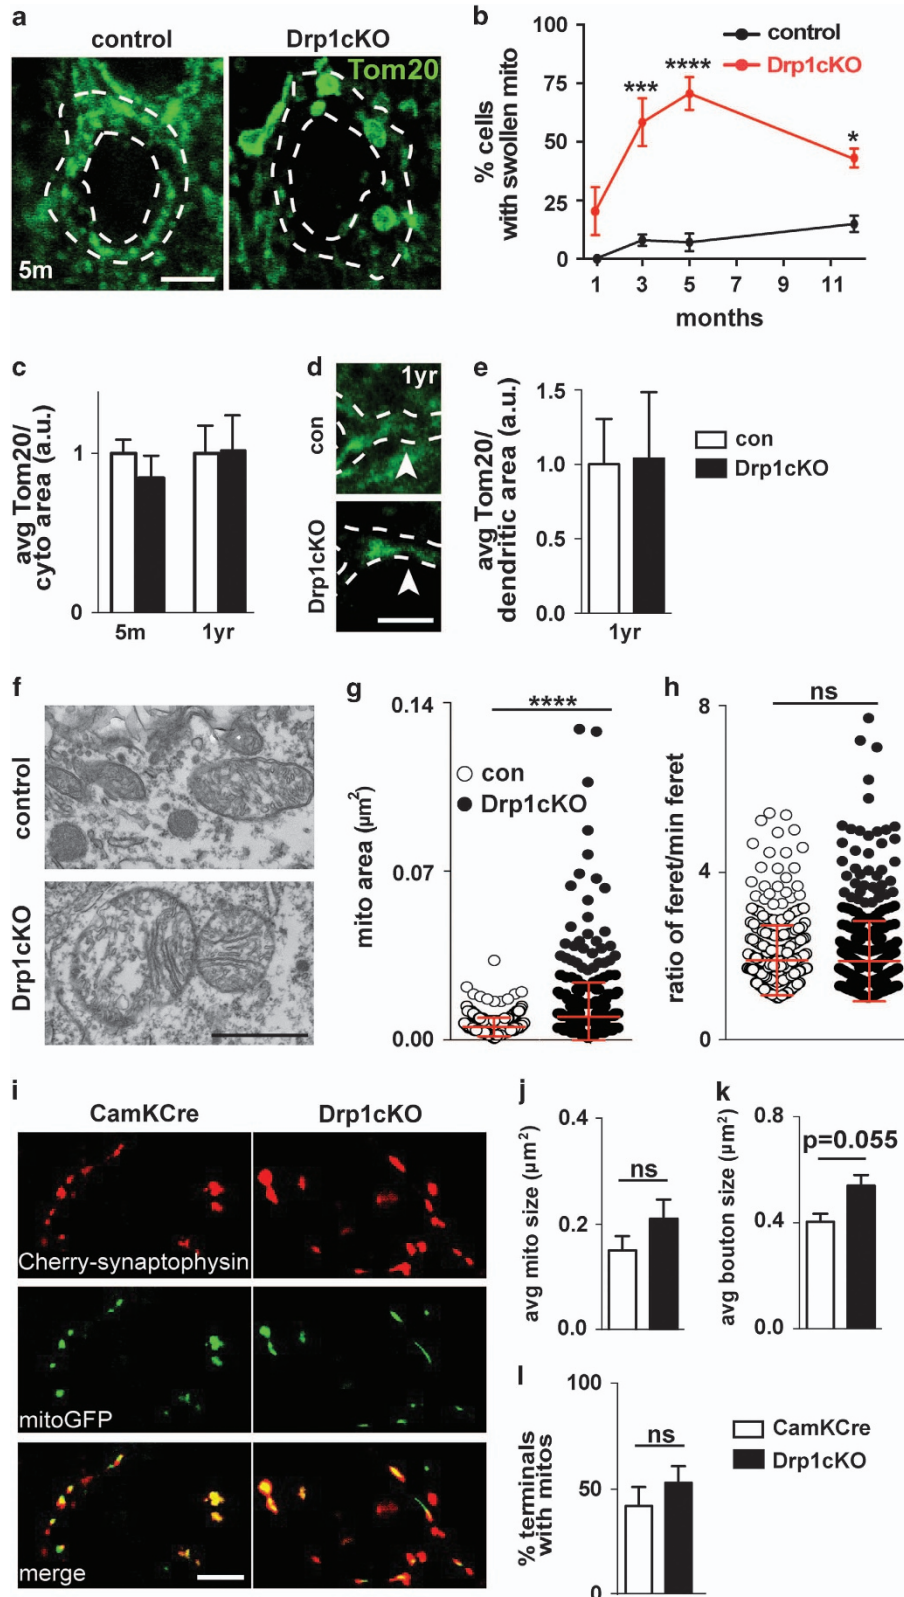 a
control
Drp1cKO
Tom20
5m
b
100
75
50
25
0
% cells
with swollen mito
control
Drp1cKO
***
****
*
1 3 5 7 9 11
months
c
avg Tom20/
cyto area (a.u.)
1
0
5m 1yr
d
1yr
con
Drp1cKO
e
avg Tom20/
dendritic area (a.u.)
1.5
1.0
0.5
0.0
1yr
con
Drp1cKO
f
control
Drp1cKO
g
mito area (µm²)
0.14
0.07
0.00
****
con
Drp1cKO
h
ratio of feret/min feret
8
4
0
ns
i
CamKCre
Drp1cKO
Cherry-synaptophysin
mitoGFP
merge
j
avg mito size (µm²)
0.4
0.2
0.0
ns
k
avg bouton size (µm²)
0.8
0.4
0.0
p=0.055
l
% terminals
with mitos
100
50
0
ns
CamKCre
Drp1cKO